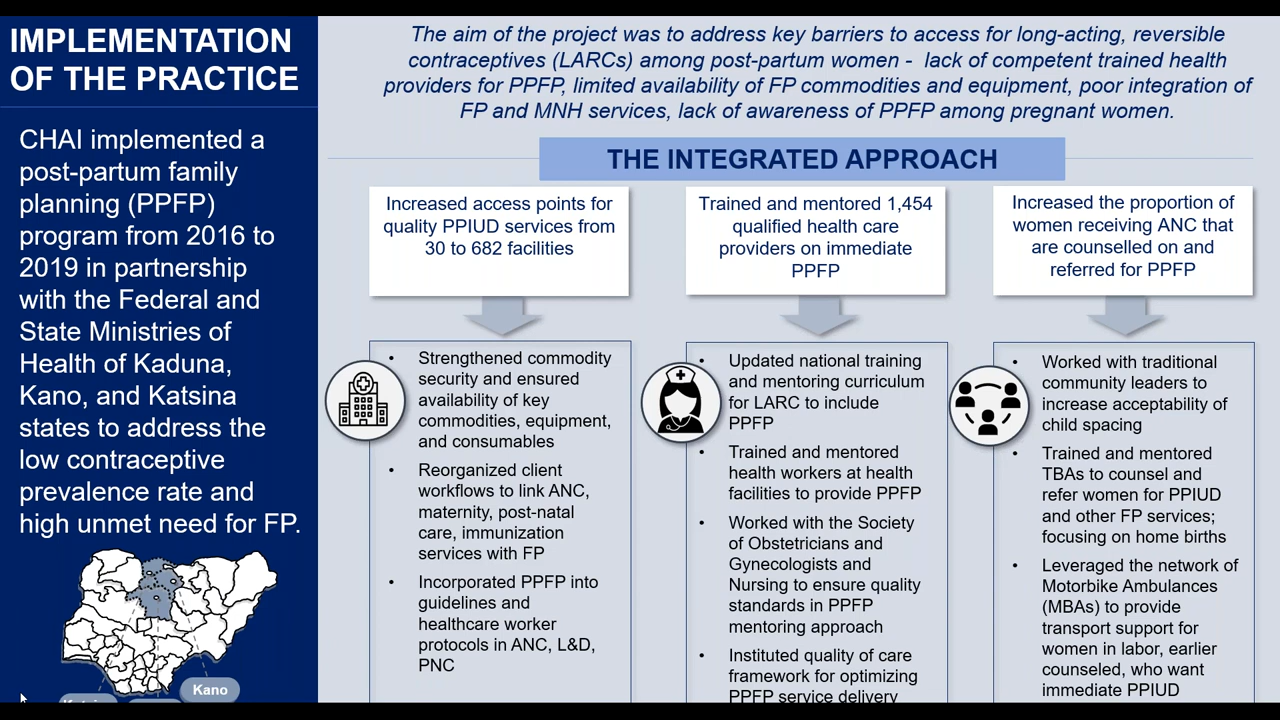 IMPLEMENTATION
OF THE PRACTICE
CHAI implemented a
post-partum family
planning (PPFP)
program from 2016 to
2019 in partnership
with the Federal and
State Ministries of
Health of Kaduna,
Kano, and Katsina
states to address the
low contraceptive
prevalence rate and
high unmet need for FP.
Kano
The aim of the project was to address key barriers to access for long-acting, reversible
contraceptives (LARCs) among post-partum women - lack of competent trained health
providers for PPFP, limited availability of FP commodities and equipment, poor integration of
FP and MNH services, lack of awareness of PPFP among pregnant women.
THE INTEGRATED APPROACH
Increased access points for
quality PPIUD services from
30 to 682 facilities
• Strengthened commodity
security and ensured
availability of key
commodities, equipment,
and consumables
• Reorganized client
workflows to link ANC,
maternity, post-natal
care, immunization
services with FP
• Incorporated PPFP into
guidelines and
healthcare worker
protocols in ANC, L&D,
PNC
Trained and mentored 1,454
qualified health care
providers on immediate
PPFP
• Updated national training
and mentoring curriculum
for LARC to include
PPFP
• Trained and mentored
health workers at health
facilities to provide PPFP
• Worked with the Society
of Obstetricians and
Gynecologists and
Nursing to ensure quality
standards in PPFP
mentoring approach
• Instituted quality of care
framework for optimizing
PPFP service delivery
Increased the proportion of
women receiving ANC that
are counselled on and
referred for PPFP
• Worked with traditional
community leaders to
increase acceptability of
child spacing
• Trained and mentored
TBAs to counsel and
refer women for PPIUD
and other FP services;
focusing on home births
• Leveraged the network of
Motorbike Ambulances
(MBAs) to provide
transport support for
women in labor, earlier
counseled, who want
immediate PPIUD